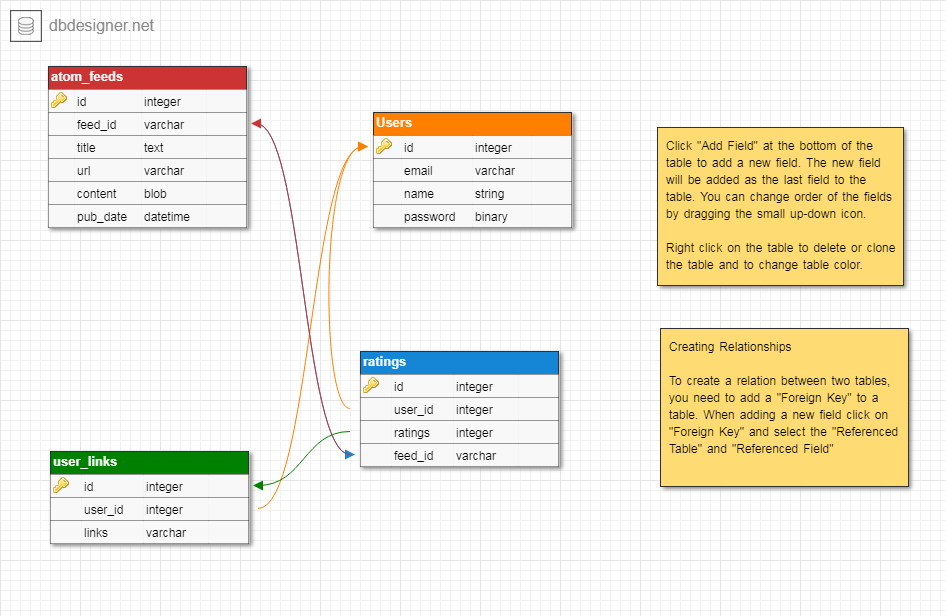 dbdesigner.net
atom_feeds
id integer
feed_id varchar
title text
url varchar
content blob
pub_date datetime
Users
id integer
email varchar
name string
password binary
Click "Add Field" at the bottom of the
table to add a new field. The new field
will be added as the last field to the
table. You can change order of the fields
by dragging the small up-down icon.
Right click on the table to delete or clone
the table and to change table color.
ratings
id integer
user_id integer
ratings integer
feed_id varchar
Creating Relationships
To create a relation between two tables,
you need to add a "Foreign Key" to a
table. When adding a new field click on
"Foreign Key" and select the "Referenced
Table" and "Referenced Field"
user_links
id integer
user_id integer
links varchar